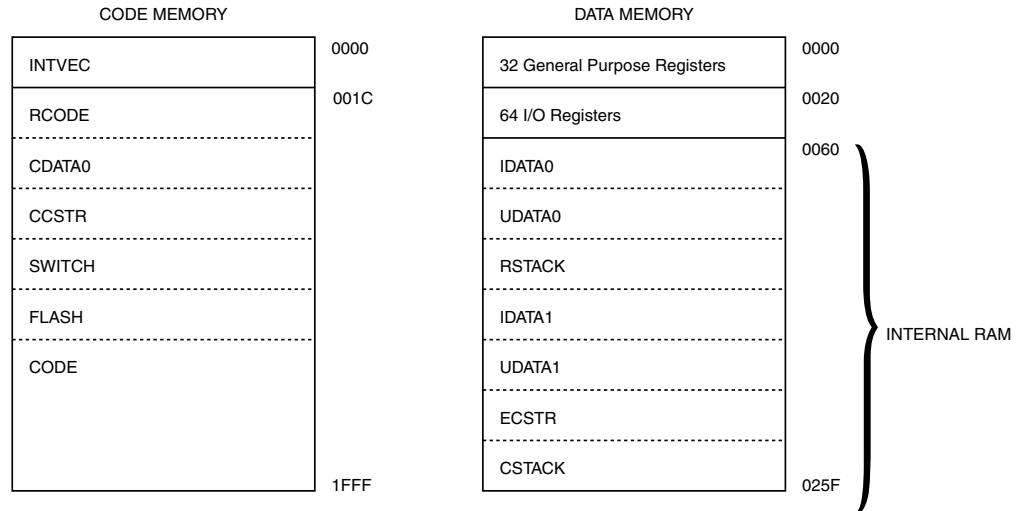 CODE MEMORY
INTVEC
0000
RCODE
001C
CDATA0
CCSTR
SWITCH
FLASH
CODE
1FFF
DATA MEMORY
32 General Purpose Registers
0000
64 I/O Registers
0020
0060
IDATA0
UDATA0
RSTACK
IDATA1
UDATA1
ECSTR
CSTACK
025F
INTERNAL RAM